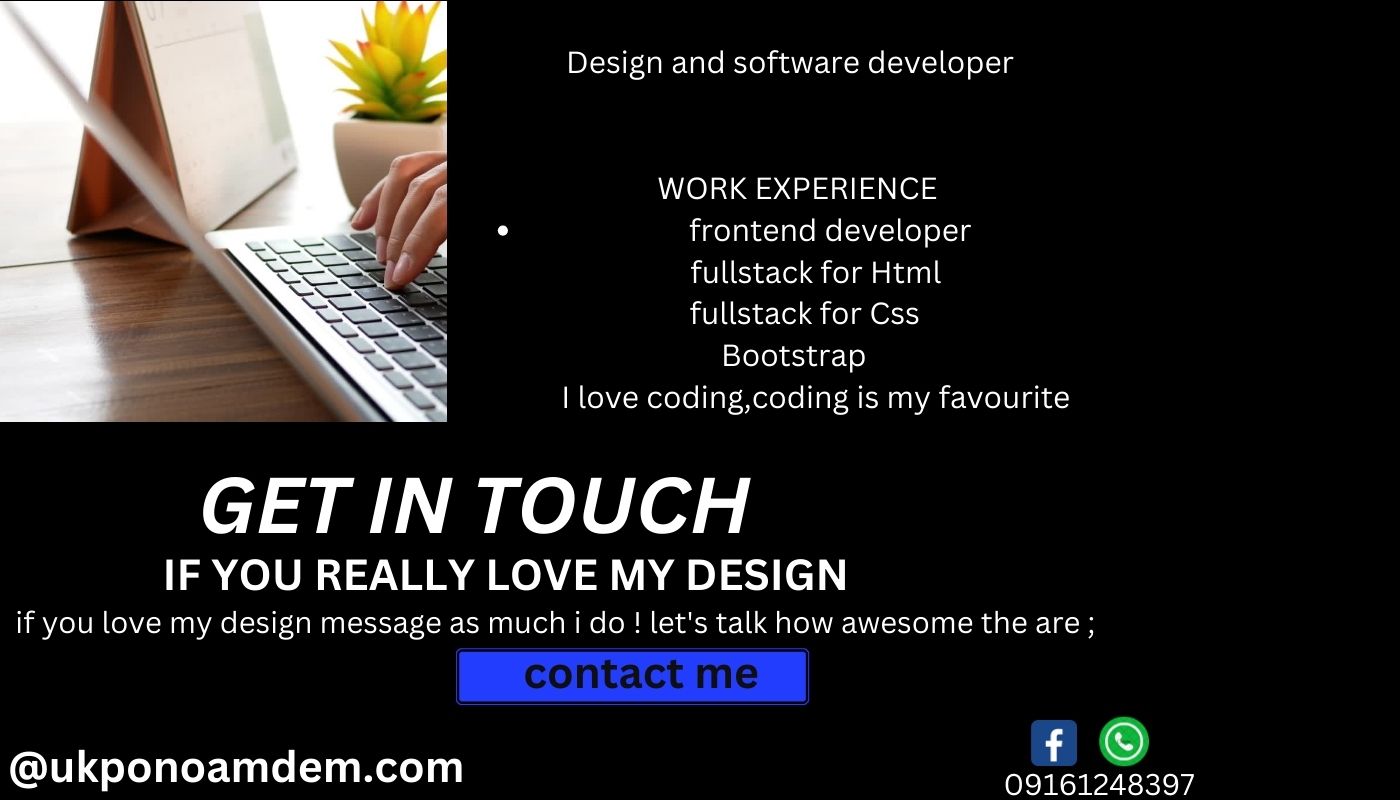 Design and software developer
WORK EXPERIENCE
• frontend developer
fullstack for Html
fullstack for Css
Bootstrap
I love coding,coding is my favourite
GET IN TOUCH
IF YOU REALLY LOVE MY DESIGN
if you love my design message as much i do ! let's talk how awesome the are ;
contact me
@ukponoamdem.com
09161248397